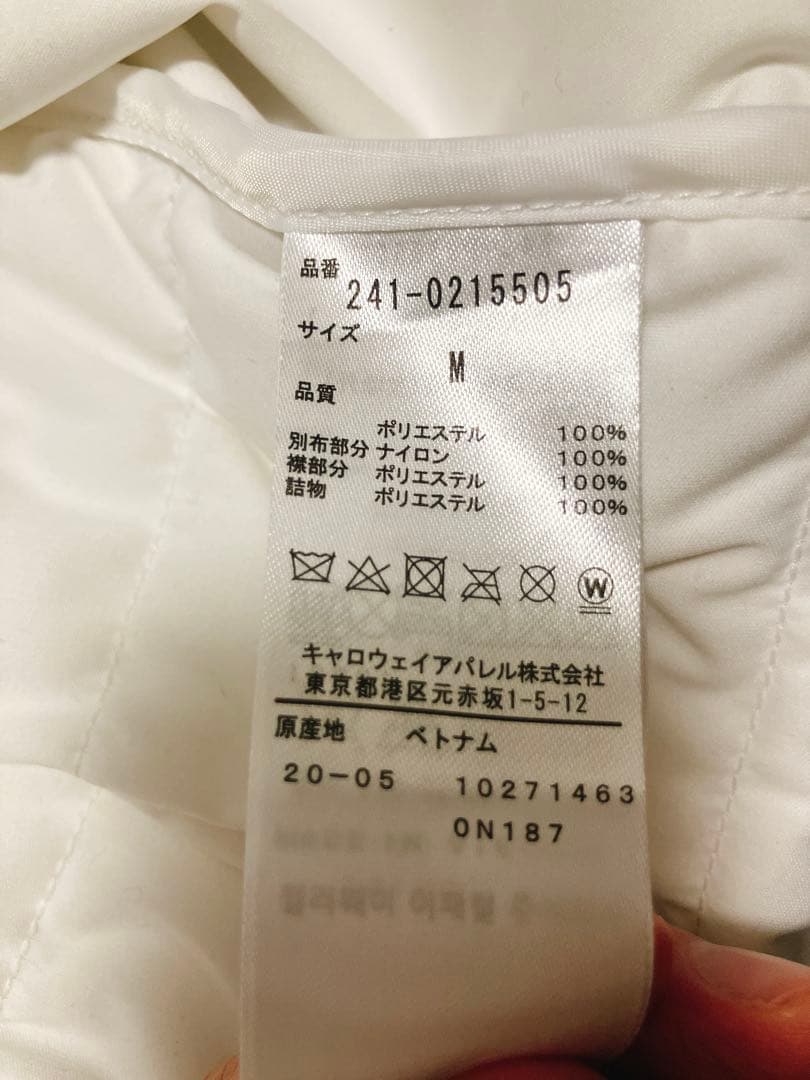 品番
241-0215505
サイズ
M
品質
ポリエステル 100%
別布部分 ナイロン 100%
襟部分 ポリエステル 100%
詰物 ポリエステル 100%
W
キャロウェイアパレル株式会社
東京都港区元赤坂1-5-12
原産地 ベトナム
20-05 10271463
0N187